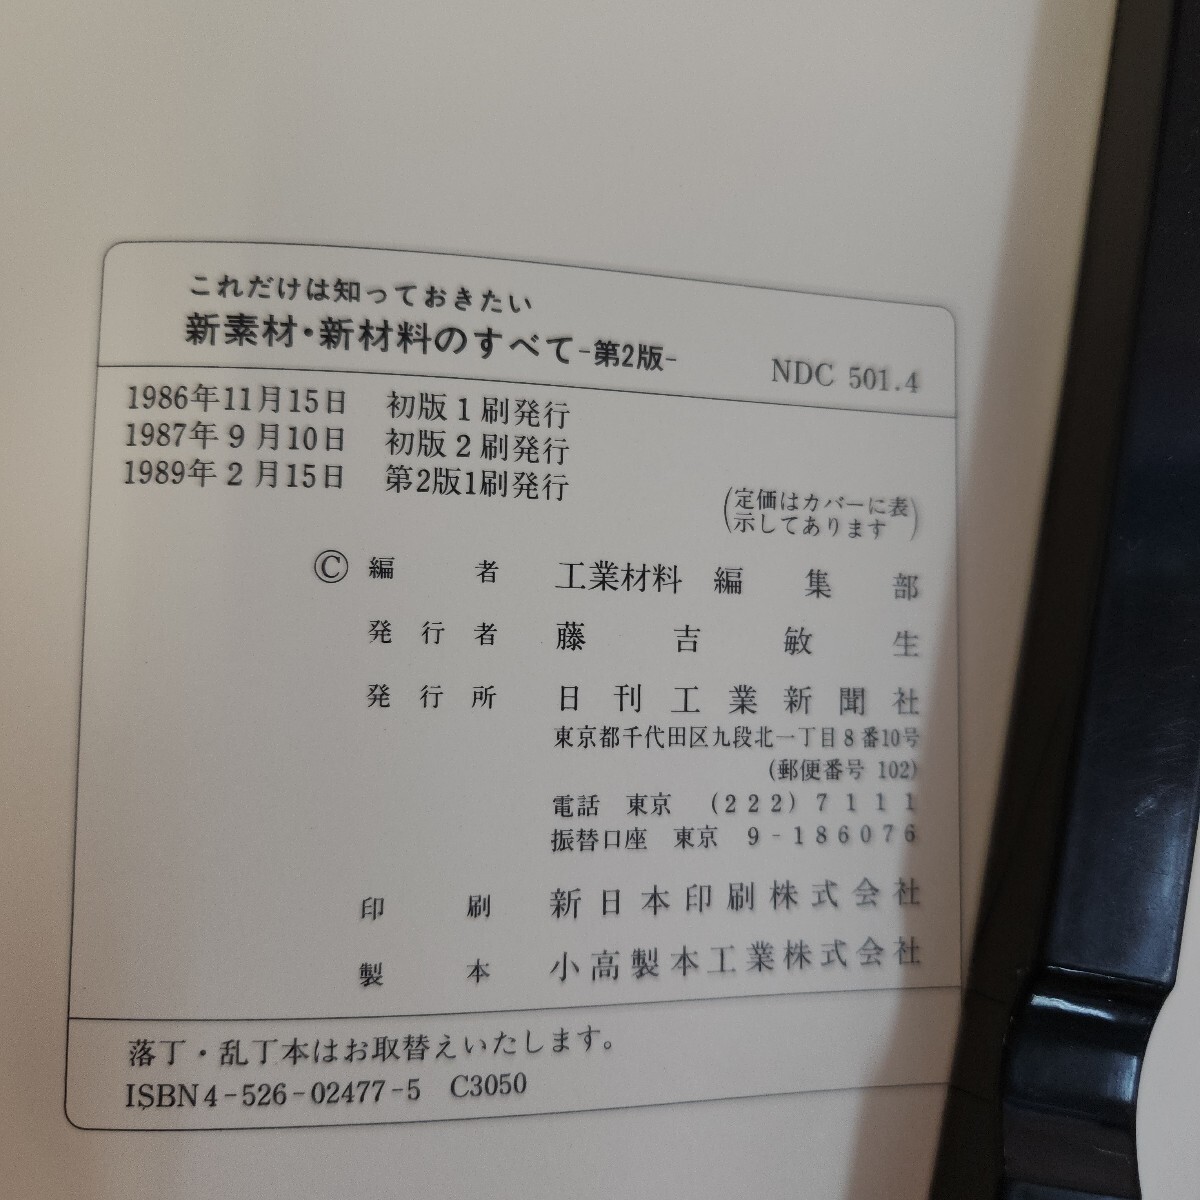 これだけは知っておきたい
新素材・新材料のすべて-第2版- NDC 501.4
1986年11月15日 初版1刷発行
1987年9月10日 初版2刷発行
1989年2月15日 第2版1刷発行
(定価はカバーに表
示してあります)
Ⓒ編者 工業材料編集部
発行者 藤吉敏生
発行所 日刊工業新聞社
東京都千代田区九段北一丁目8番10号
(郵便番号 102)
電話 東京 (222)7111
振替口座 東京 9-186076
印刷 新日本印刷株式会社
製本 小高製本工業株式会社
落丁・乱丁本はお取替えいたします。
ISBN4-526-02477-5 C3050